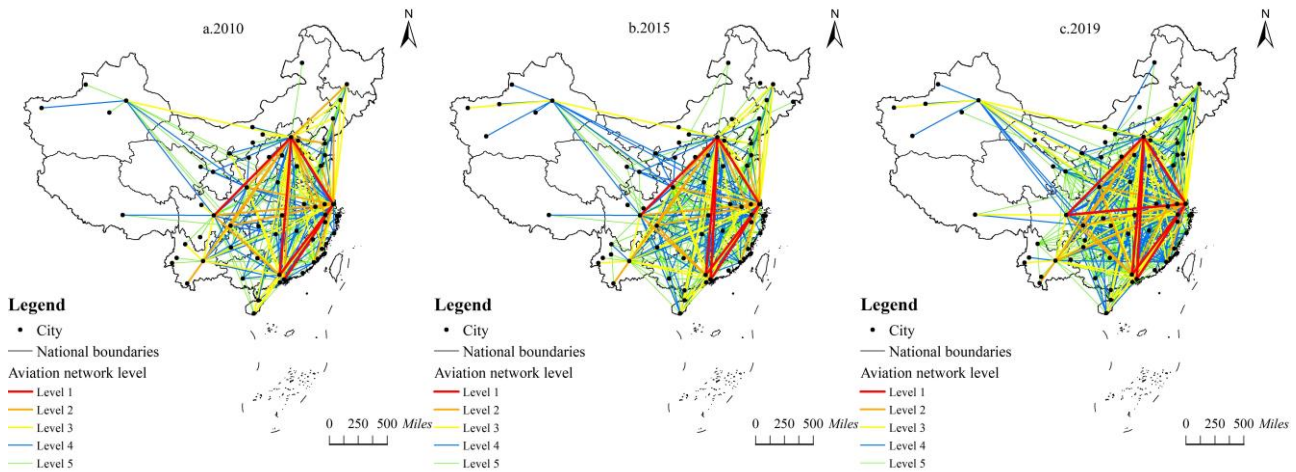 a.2010
N
Legend
City
National boundaries
Aviation network level
Level 1
Level 2
Level 3
Level 4
Level 5
0 250 500 Miles
b.2015
N
Legend
City
National boundaries
Aviation network level
Level 1
Level 2
Level 3
Level 4
Level 5
0 250 500 Miles
c.2019
N
Legend
City
National boundaries
Aviation network level
Level 1
Level 2
Level 3
Level 4
Level 5
0 250 500 Miles